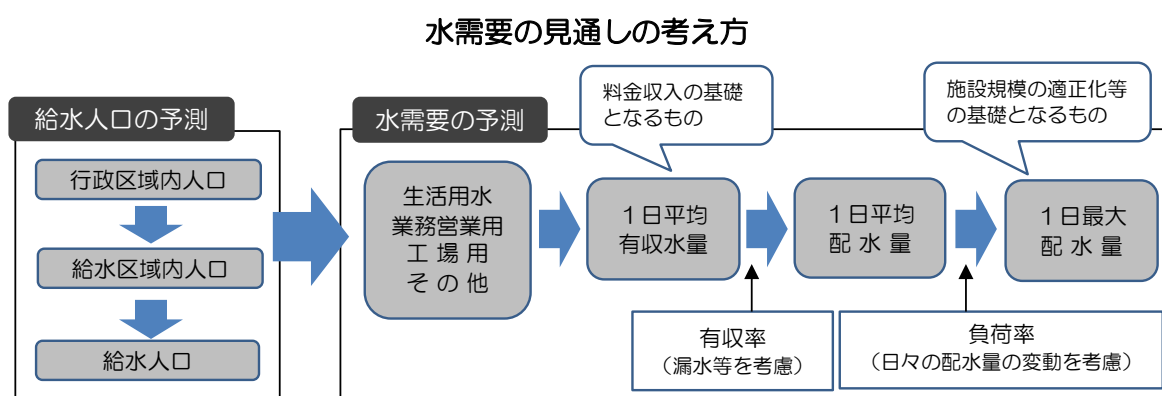 水需要の見通しの考え方
給水人口の予測
行政区域内人口
給水区域内人口
給水人口
水需要の予測
生活用水
業務営業用
工 場 用
そ の 他
料金収入の基礎
となるもの
１日平均
有収水量
有収率
（漏水等を考慮）
１日平均
配 水 量
負荷率
（日々の配水量の変動を考慮）
施設規模の適正化等
の基礎となるもの
１日最大
配 水 量